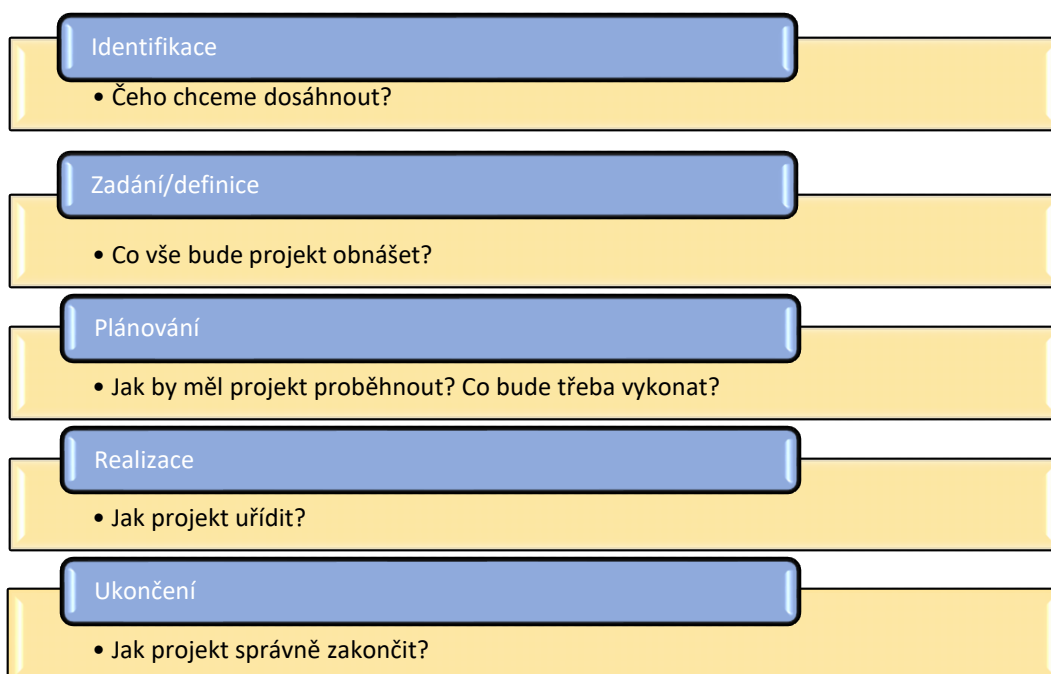 Identifikace
• Čeho chceme dosáhnout?
Zadání/definice
• Co vše bude projekt obnášet?
Plánování
• Jak by měl projekt proběhnout? Co bude třeba vykonat?
Realizace
• Jak projekt uřídit?
Ukončení
• Jak projekt správně zakončit?